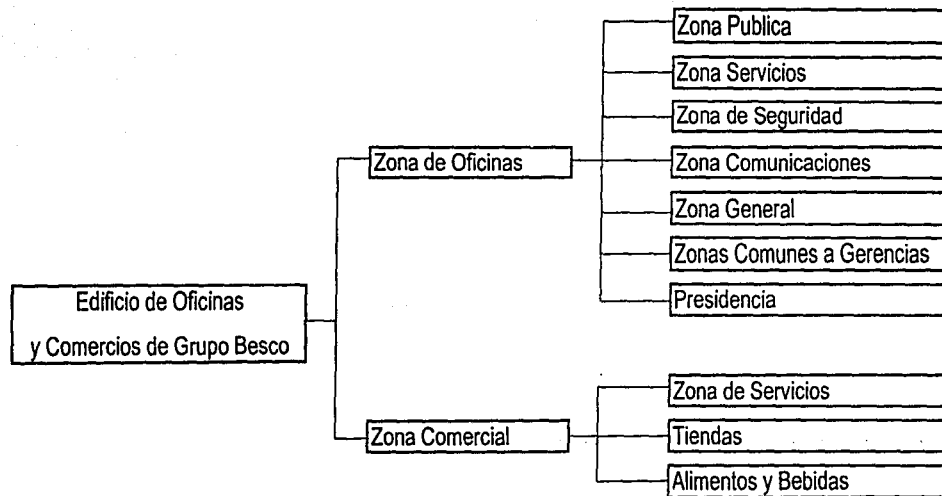 Zona Publica
Zona Servicios
Zona de Seguridad
Zona de Oficinas
Zona Comunicaciones
Zona General
Zonas Comunes a Gerencias
Presidencia
Edificio de Oficinas
y Comercios de Grupo Besco
Zona de Servicios
Zona Comercial
Tiendas
Alimentos y Bebidas